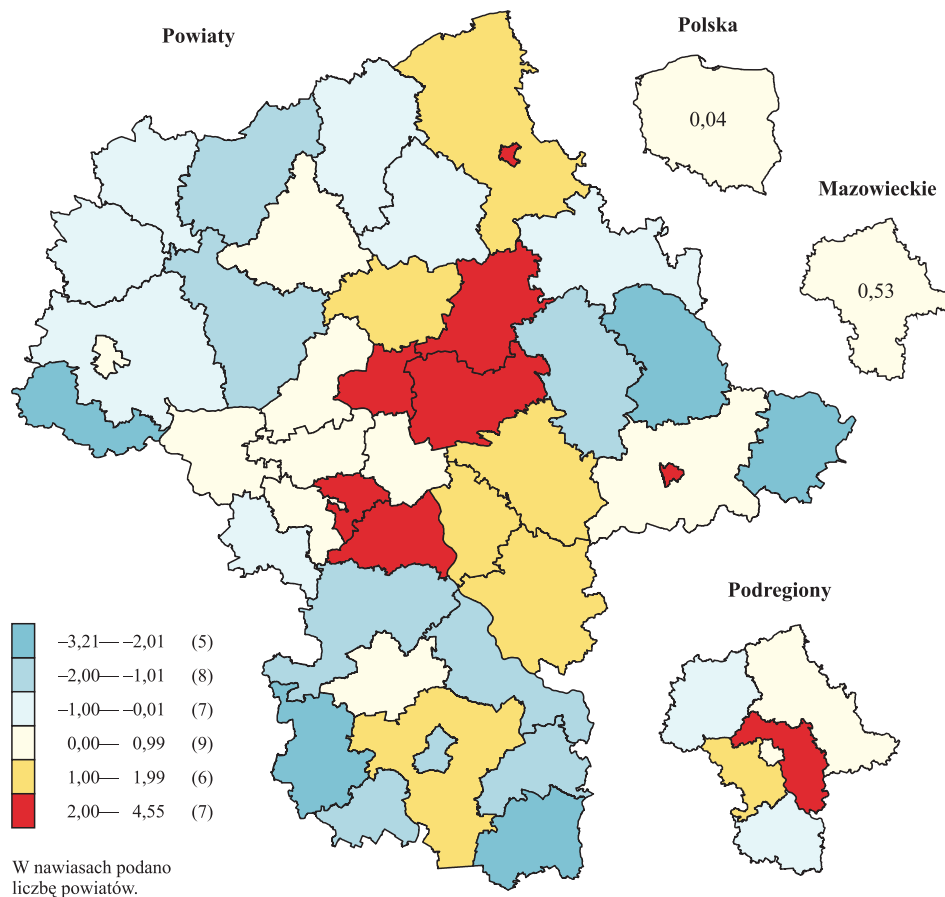 Powiaty
Polska
0,04
Mazowieckie
0,53
Podregiony
–3,21— –2,01 (5)
–2,00— –1,01 (8)
–1,00— –0,01 (7)
0,00— 0,99 (9)
1,00— 1,99 (6)
2,00— 4,55 (7)
W nawiasach podano
liczbę powiatów.